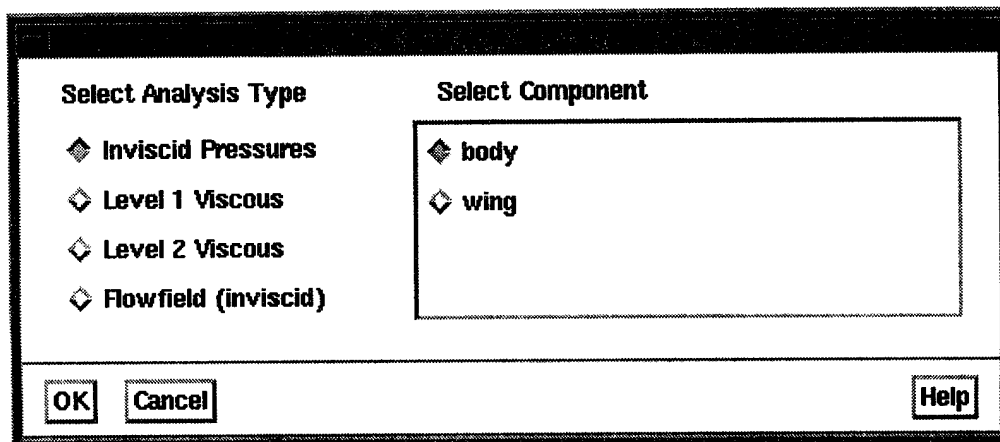 Select Analysis Type
Inviscid Pressures
Level 1 Viscous
Level 2 Viscous
Flowfield (inviscid)
Select Component
body
wing
OK
Cancel
Help